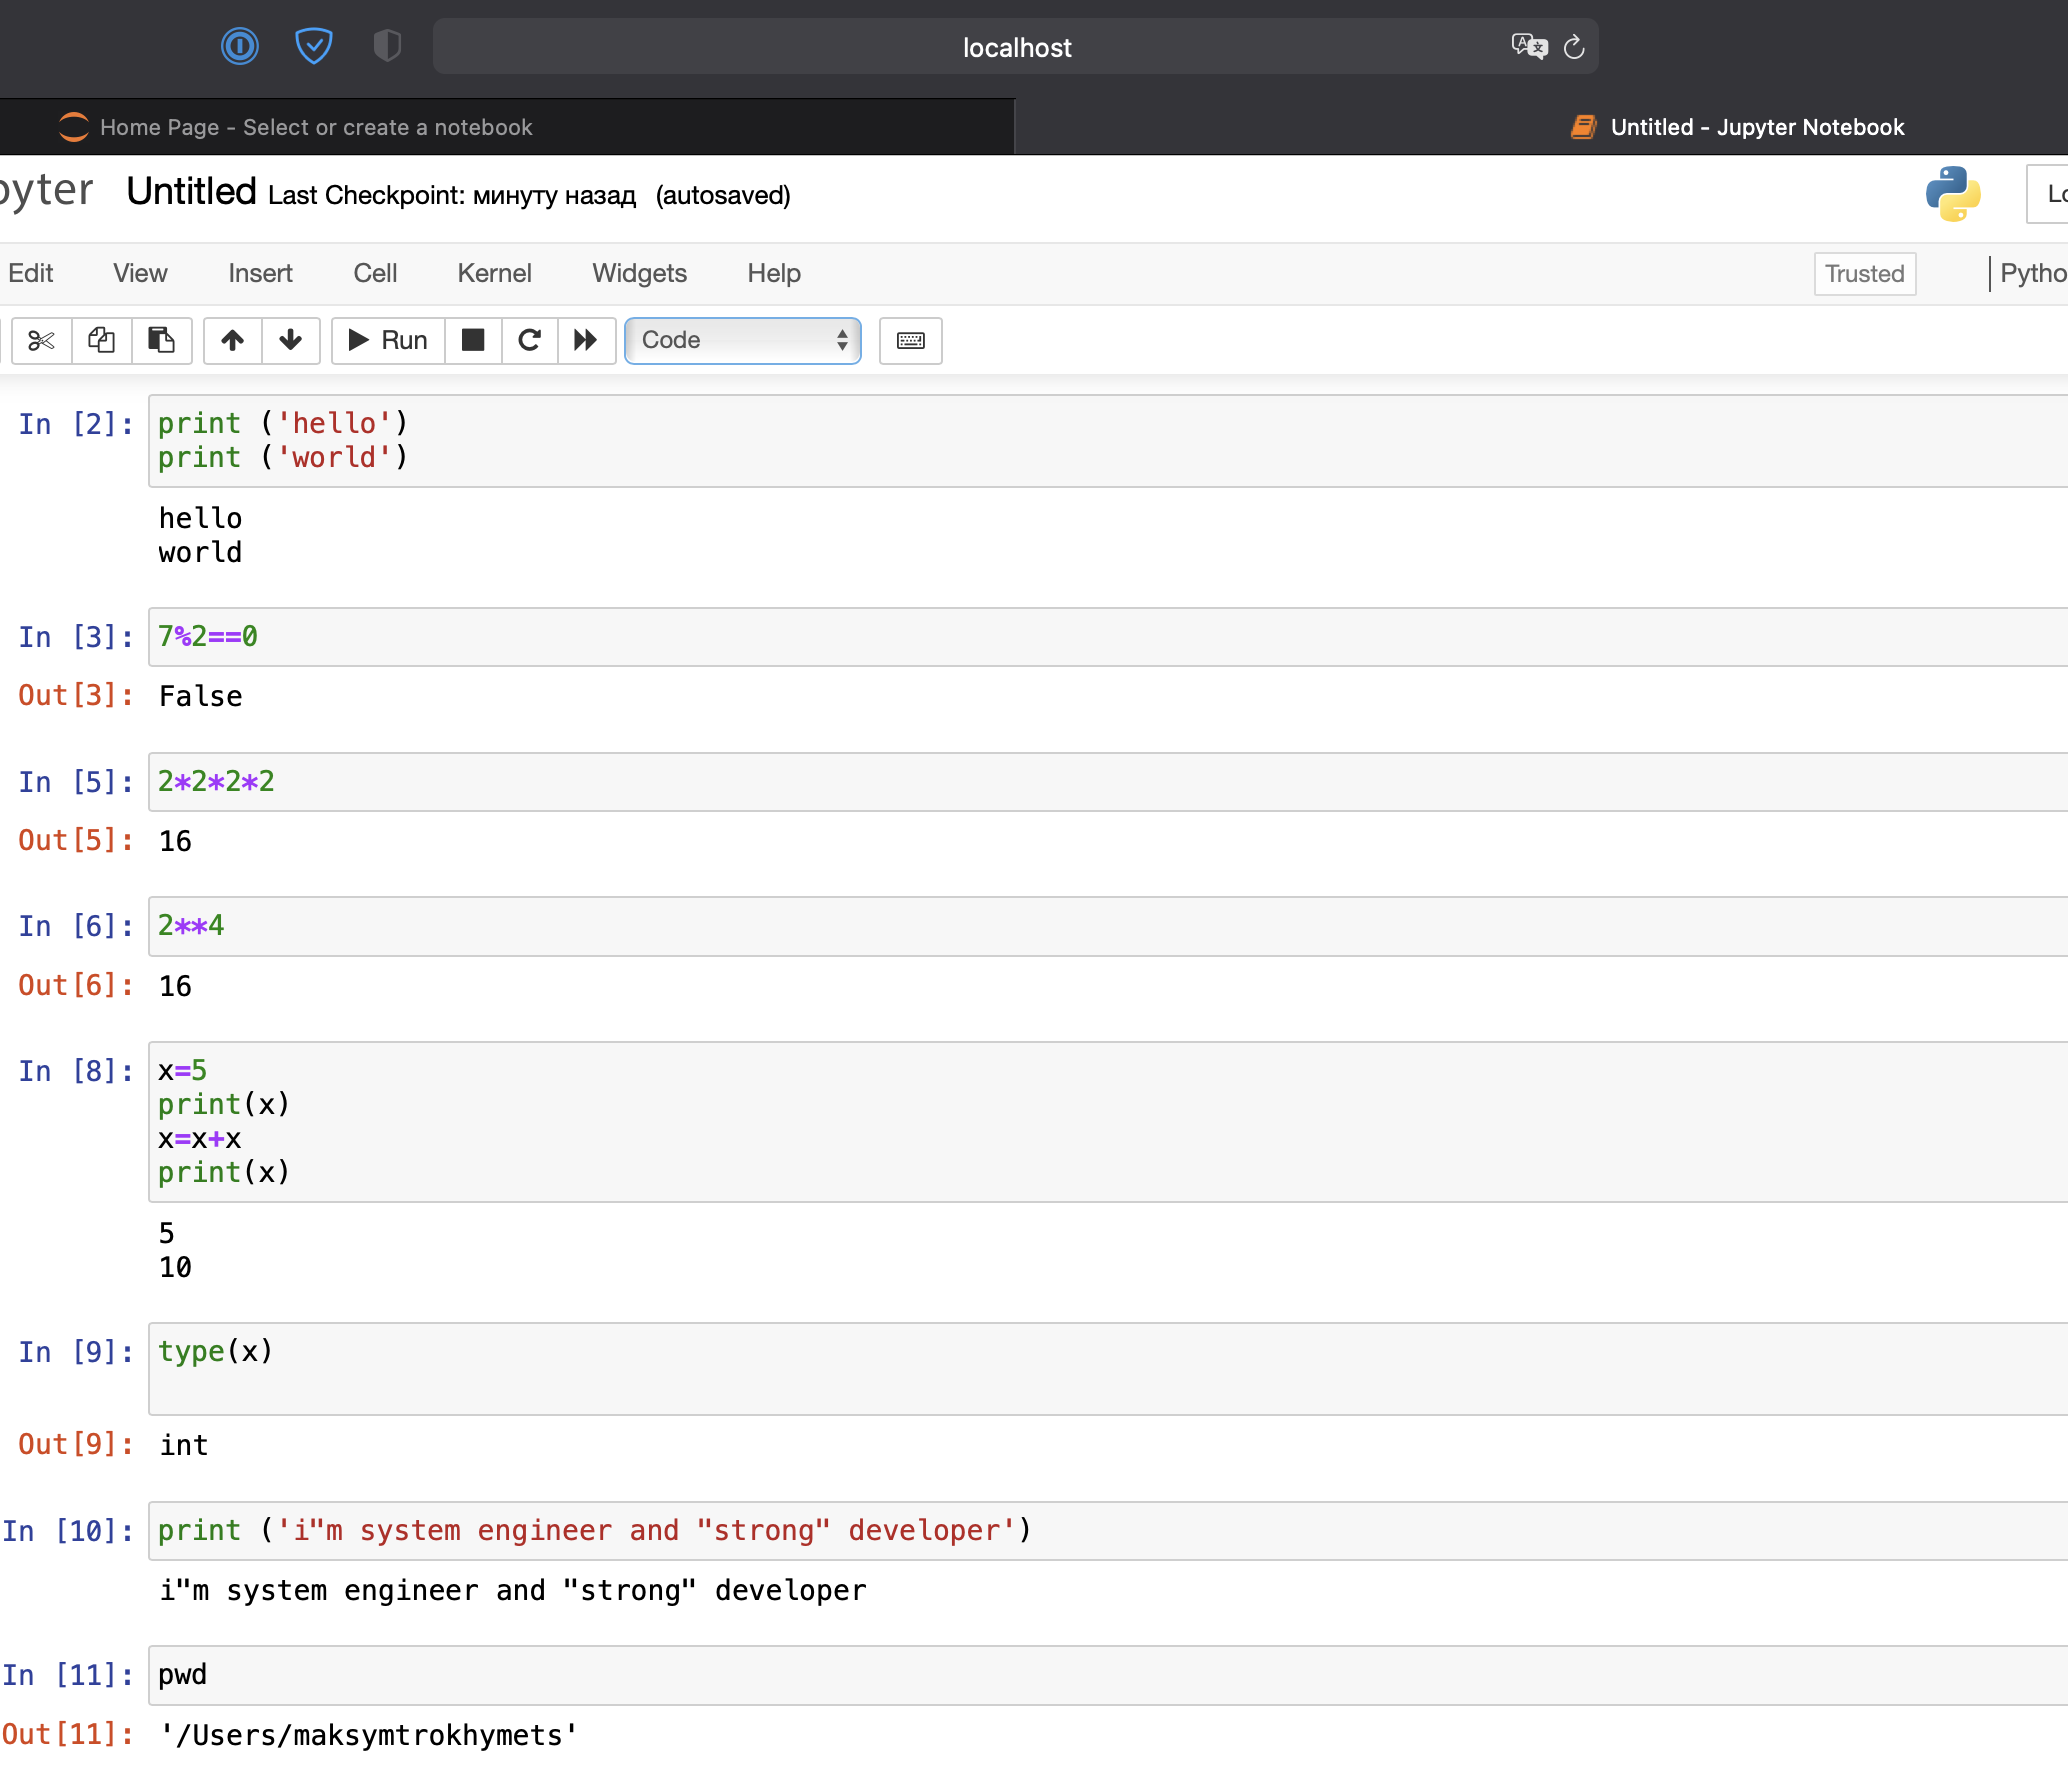 localhost
Home Page - Select or create a notebook
Untitled - Jupyter Notebook
pyter Untitled Last Checkpoint: минуту назад (autosaved)
Lo
Edit View Insert Cell Kernel Widgets Help Trusted Pytho
Run Code
In [2]: print ('hello')
print ('world')
hello
world
In [3]: 7%2==0
Out[3]: False
In [5]: 2*2*2*2
Out[5]: 16
In [6]: 2**4
Out[6]: 16
In [8]: x=5
print(x)
x=x+x
print(x)
5
10
In [9]: type(x)
Out[9]: int
In [10]: print ('i"m system engineer and "strong" developer')
i"m system engineer and "strong" developer
In [11]: pwd
Out[11]: '/Users/maksymtrokhymets'